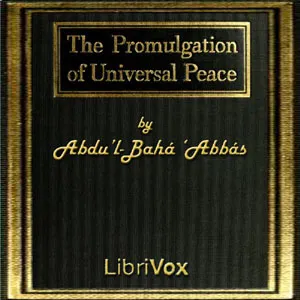 The Promulgation
of Universal Peace
by
Abdu'l-Bahá 'Abbás
LibriVox